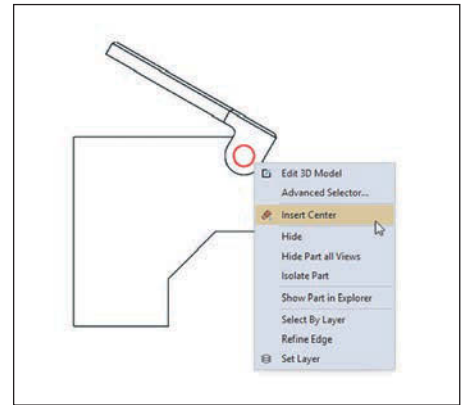 Edit 3D Model
Advanced Selector...
Insert Center
Hide
Hide Part all Views
Isolate Part
Show Part in Explorer
Select By Layer
Refine Edge
Set Layer